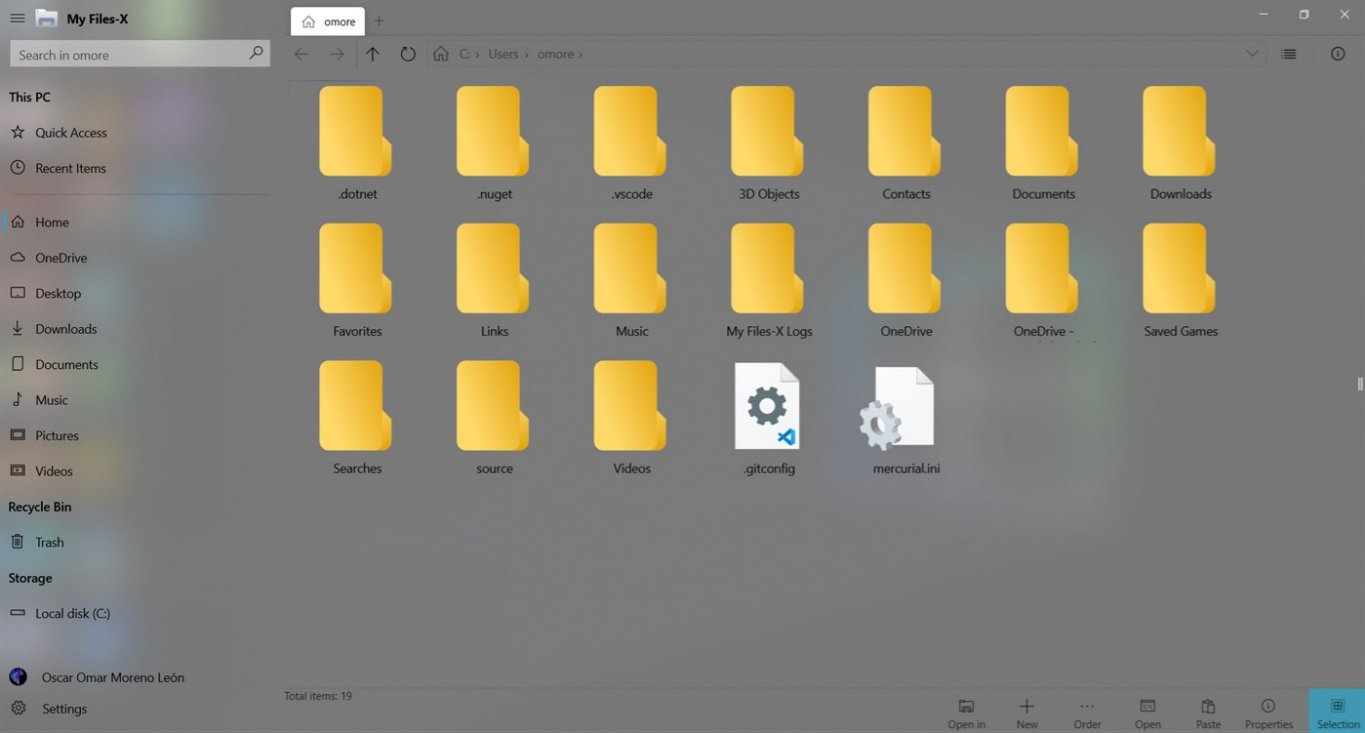 My Files-X
omore
Search in omore
C: › Users › omore ›
This PC
Quick Access
Recent Items
Home
OneDrive
Desktop
Downloads
Documents
Music
Pictures
Videos
Recycle Bin
Trash
Storage
Local disk (C:)
Oscar Omar Moreno León
Settings
.dotnet
.nuget
.vscode
3D Objects
Contacts
Documents
Downloads
Favorites
Links
Music
My Files-X Logs
OneDrive
OneDrive -
Saved Games
Searches
source
Videos
.gitconfig
mercurial.ini
Total items: 19
Open in
New
Order
Open
Paste
Properties
Selection